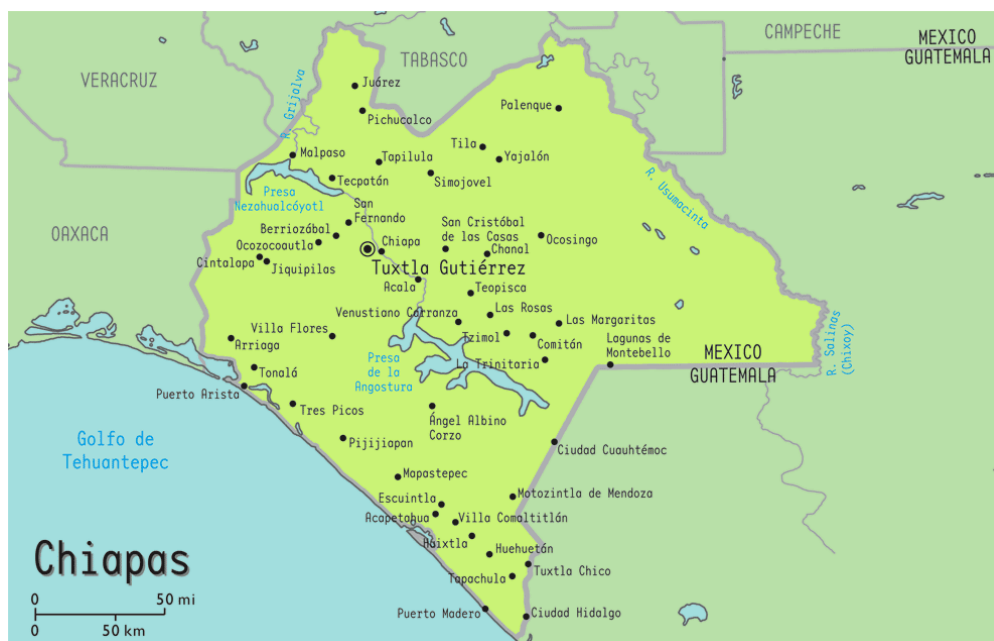 CAMPECHE
MEXICO
GUATEMALA
TABASCO
VERACRUZ
Juárez
R. Grijalva
Pichucalco
Palenque
Tila
Yajalón
Malpaso
Tapilula
Simojovel
Tecpatán
R. Usumacinta
Presa
Nezahualcóyotl
San
Fernando
Berriozábal
San Cristóbal
de las Casas
OAXACA
Ocozocoautla
Chiapa
Chanal
Ocosingo
Cintalapa
Jiquipilas
Tuxtla Gutiérrez
Acala
Teopisca
Venustiano Carranza
Las Rosas
Villa Flores
Las Margaritas
Arriaga
Tzimol
Comitán
Lagunas de
Montebello
R. Salinas
(Chixoy)
MEXICO
GUATEMALA
Presa
de la
Angostura
La Trinitaria
Tonalá
Puerto Arista
Tres Picos
Ángel Albino
Corzo
Golfo de
Tehuantepec
Pijijiapan
Ciudad Cuauhtémoc
Mapastepec
Escuintla
Motozintla de Mendoza
Acapetahua
Villa Comaltitlán
Huixtla
Huehuetán
Chiapas
Tuxtla Chico
Tapachula
0 50 mi
Puerto Madero
Ciudad Hidalgo
0 50 km